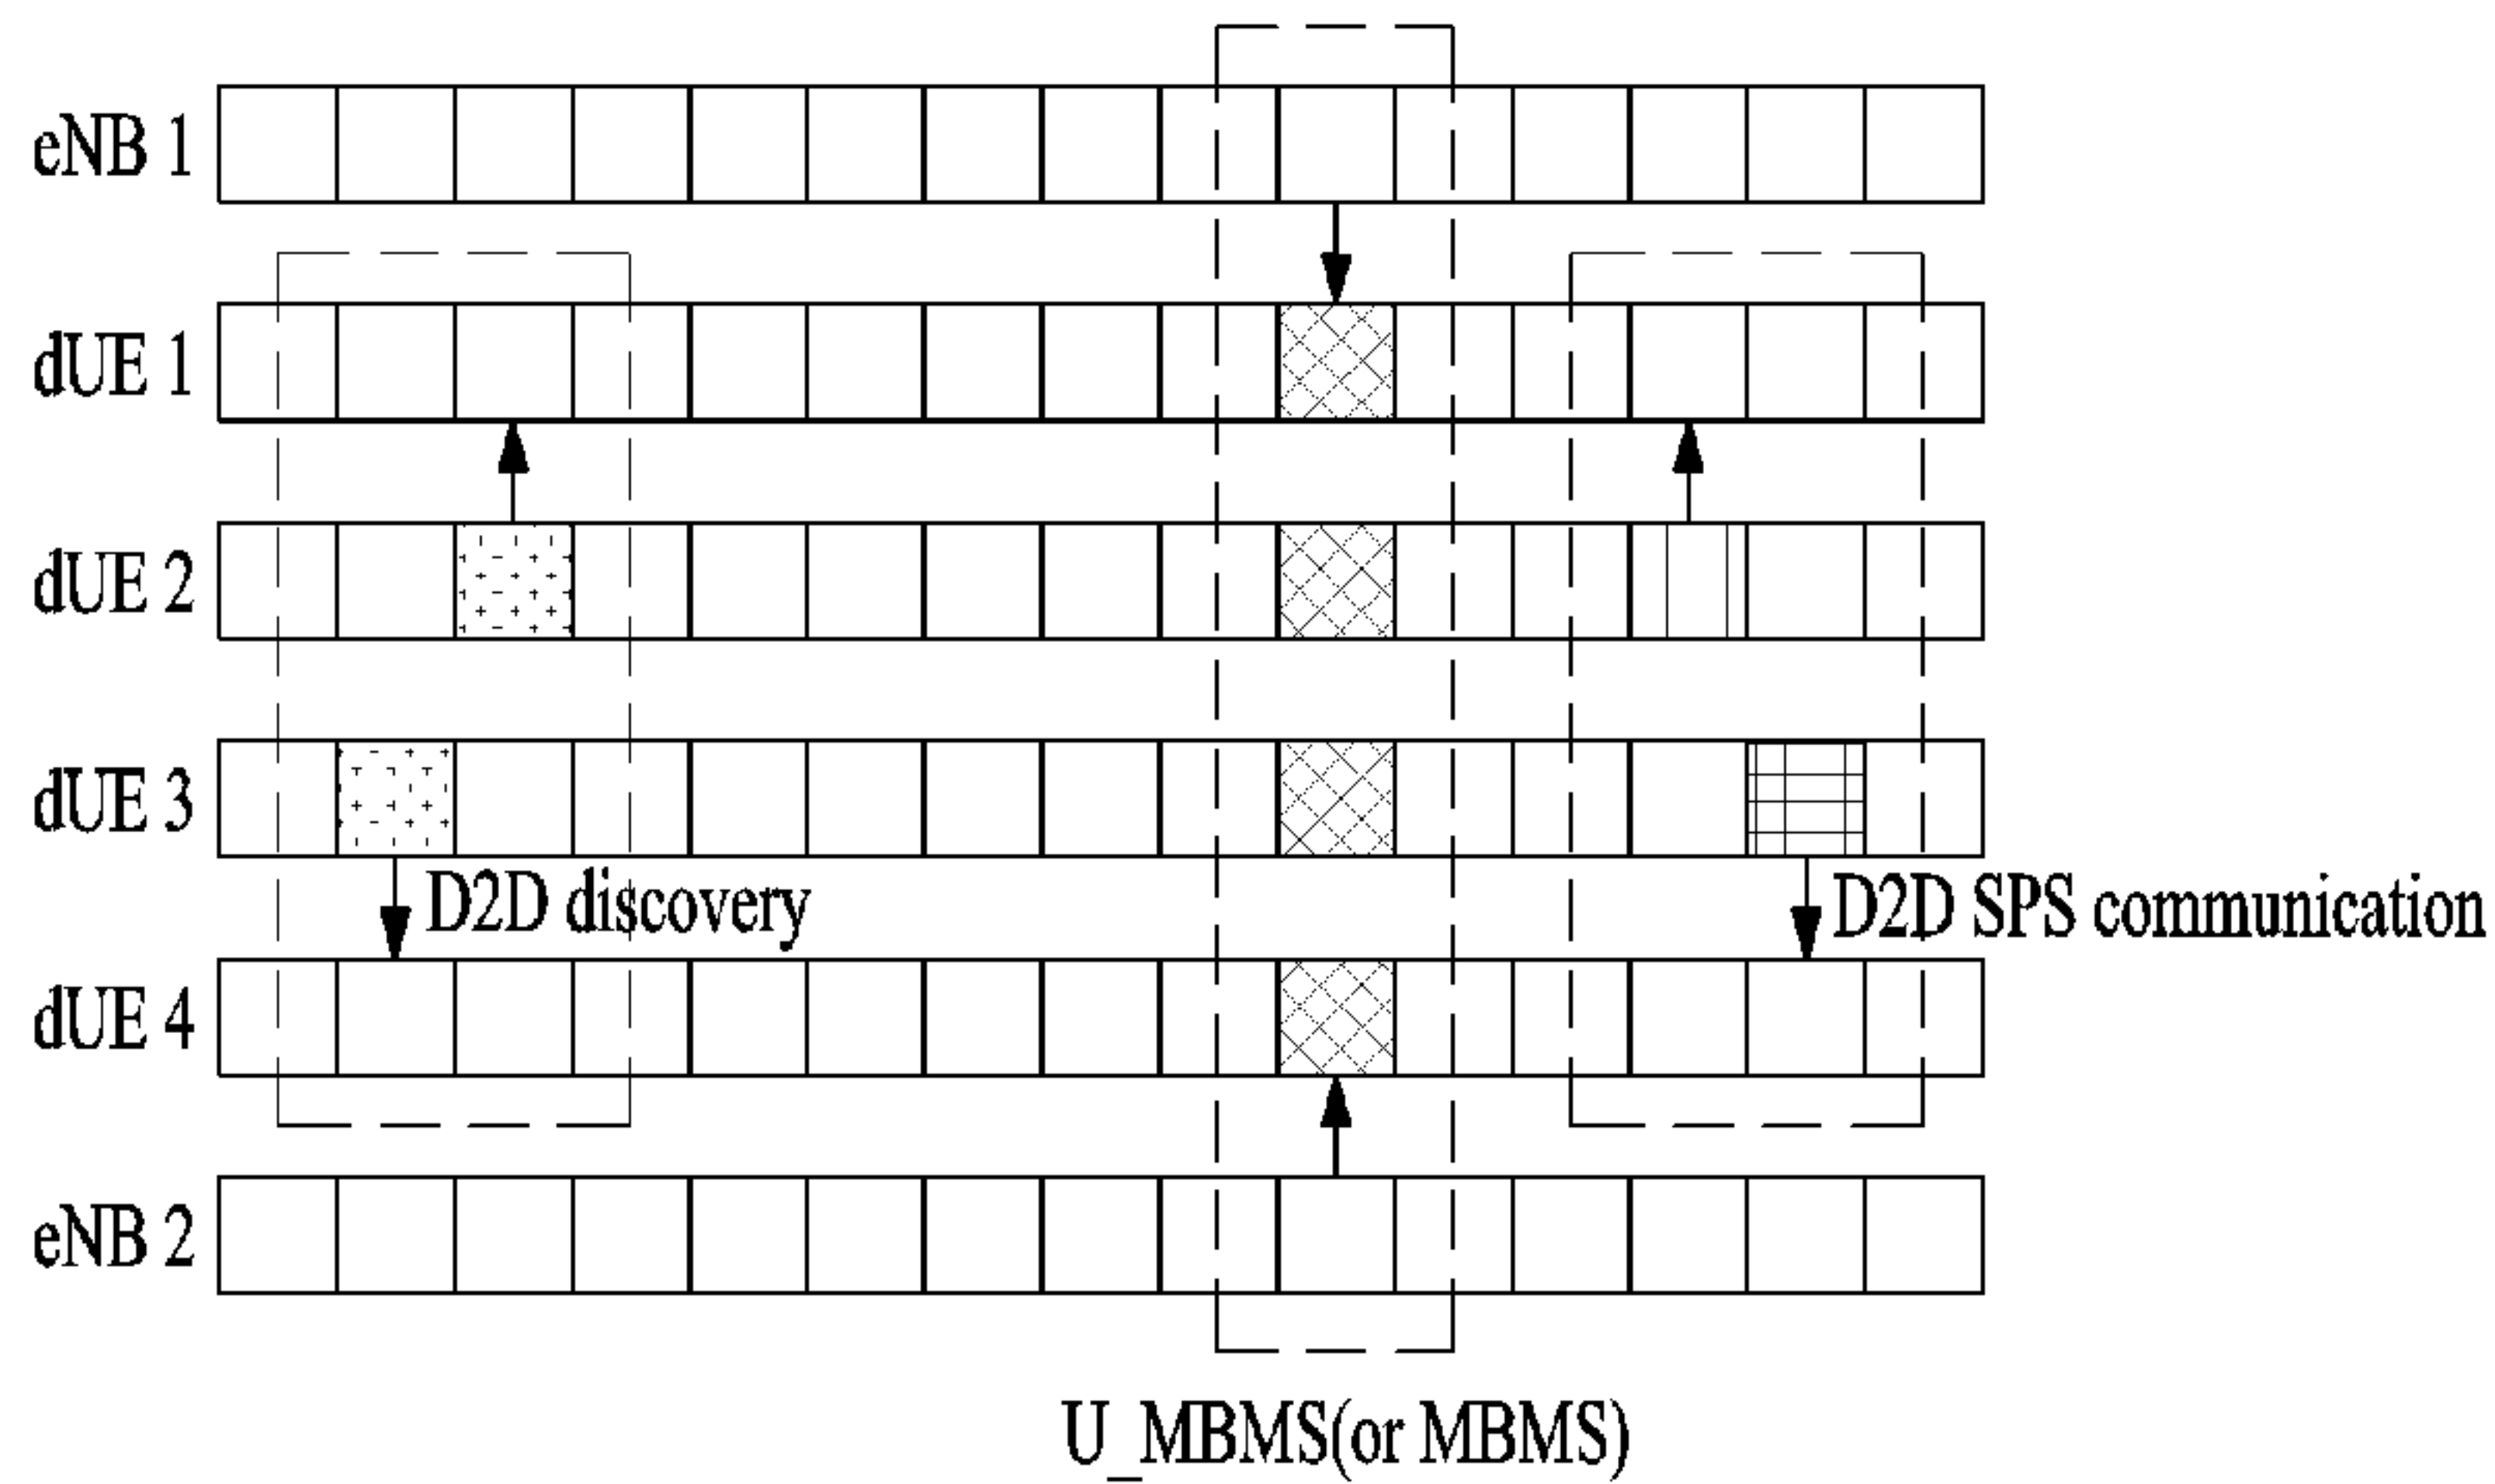 eNB 1
dUE 1
dUE 2
dUE 3
D2D discovery
D2D SPS communication
dUE 4
eNB 2
U_MBMS(or MBMS)